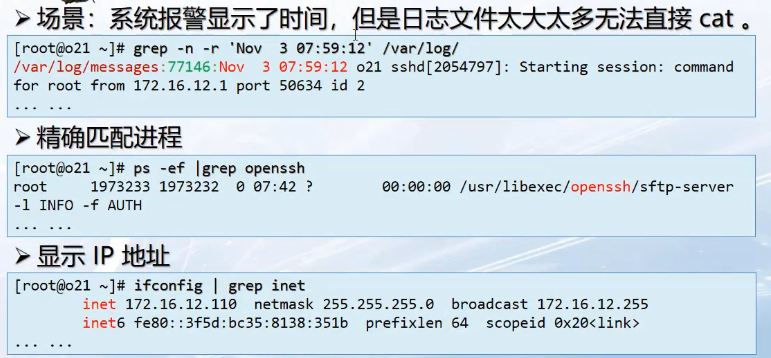 ➢ 场景：系统报警显示了时间，但是日志文件太大太多无法直接 cat 。
[root@o21 ~]# grep -n -r 'Nov  3 07:59:12' /var/log/
/var/log/messages:77146:Nov  3 07:59:12 o21 sshd[2054797]: Starting session: command
for root from 172.16.12.1 port 50634 id 2
... ...
➢ 精确匹配进程
[root@o21 ~]# ps -ef |grep openssh
root     1973233 1973232  0 07:42 ?        00:00:00 /usr/libexec/openssh/sftp-server
-l INFO -f AUTH
... ...
➢ 显示 IP 地址
[root@o21 ~]# ifconfig | grep inet
        inet 172.16.12.110  netmask 255.255.255.0  broadcast 172.16.12.255
        inet6 fe80::3f5d:bc35:8138:351b  prefixlen 64  scopeid 0x20<link>
... ...